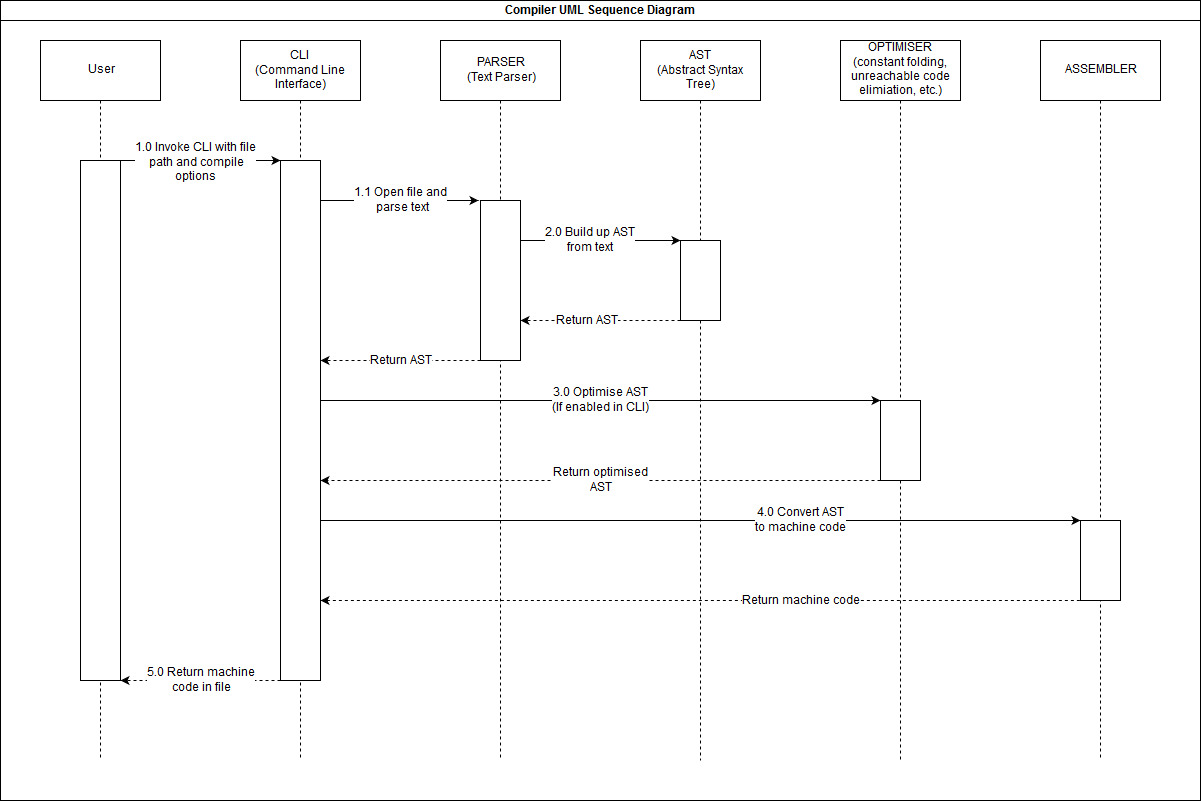 Compiler UML Sequence Diagram
User
CLI
(Command Line
Interface)
PARSER
(Text Parser)
AST
(Abstract Syntax
Tree)
OPTIMISER
(constant folding,
unreachable code
elimiation, etc.)
ASSEMBLER
1.0 Invoke CLI with file
path and compile
options
1.1 Open file and
parse text
2.0 Build up AST
from text
Return AST
Return AST
3.0 Optimise AST
(If enabled in CLI)
Return optimised
AST
4.0 Convert AST
to machine code
Return machine code
5.0 Return machine
code in file